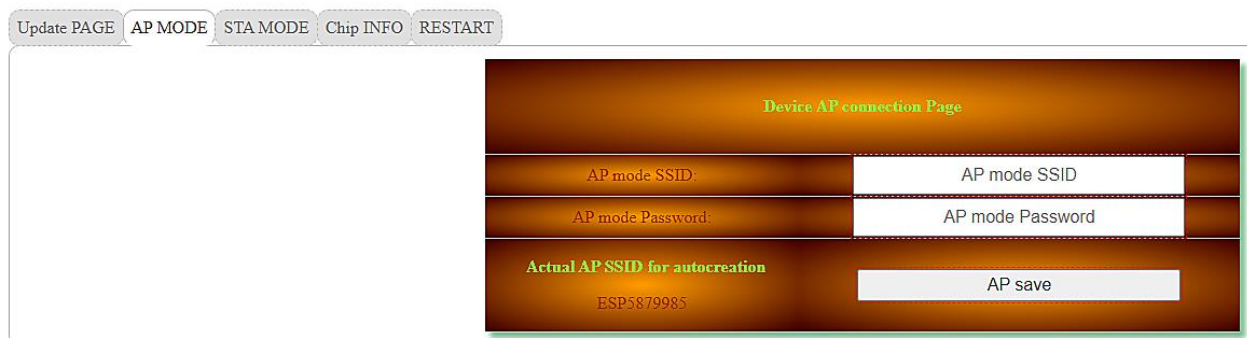 Update PAGE AP MODE STA MODE Chip INFO RESTART
Device AP connection Page
AP mode SSID: AP mode SSID
AP mode Password: AP mode Password
Actual AP SSID for autocreation
ESP5879985
AP save